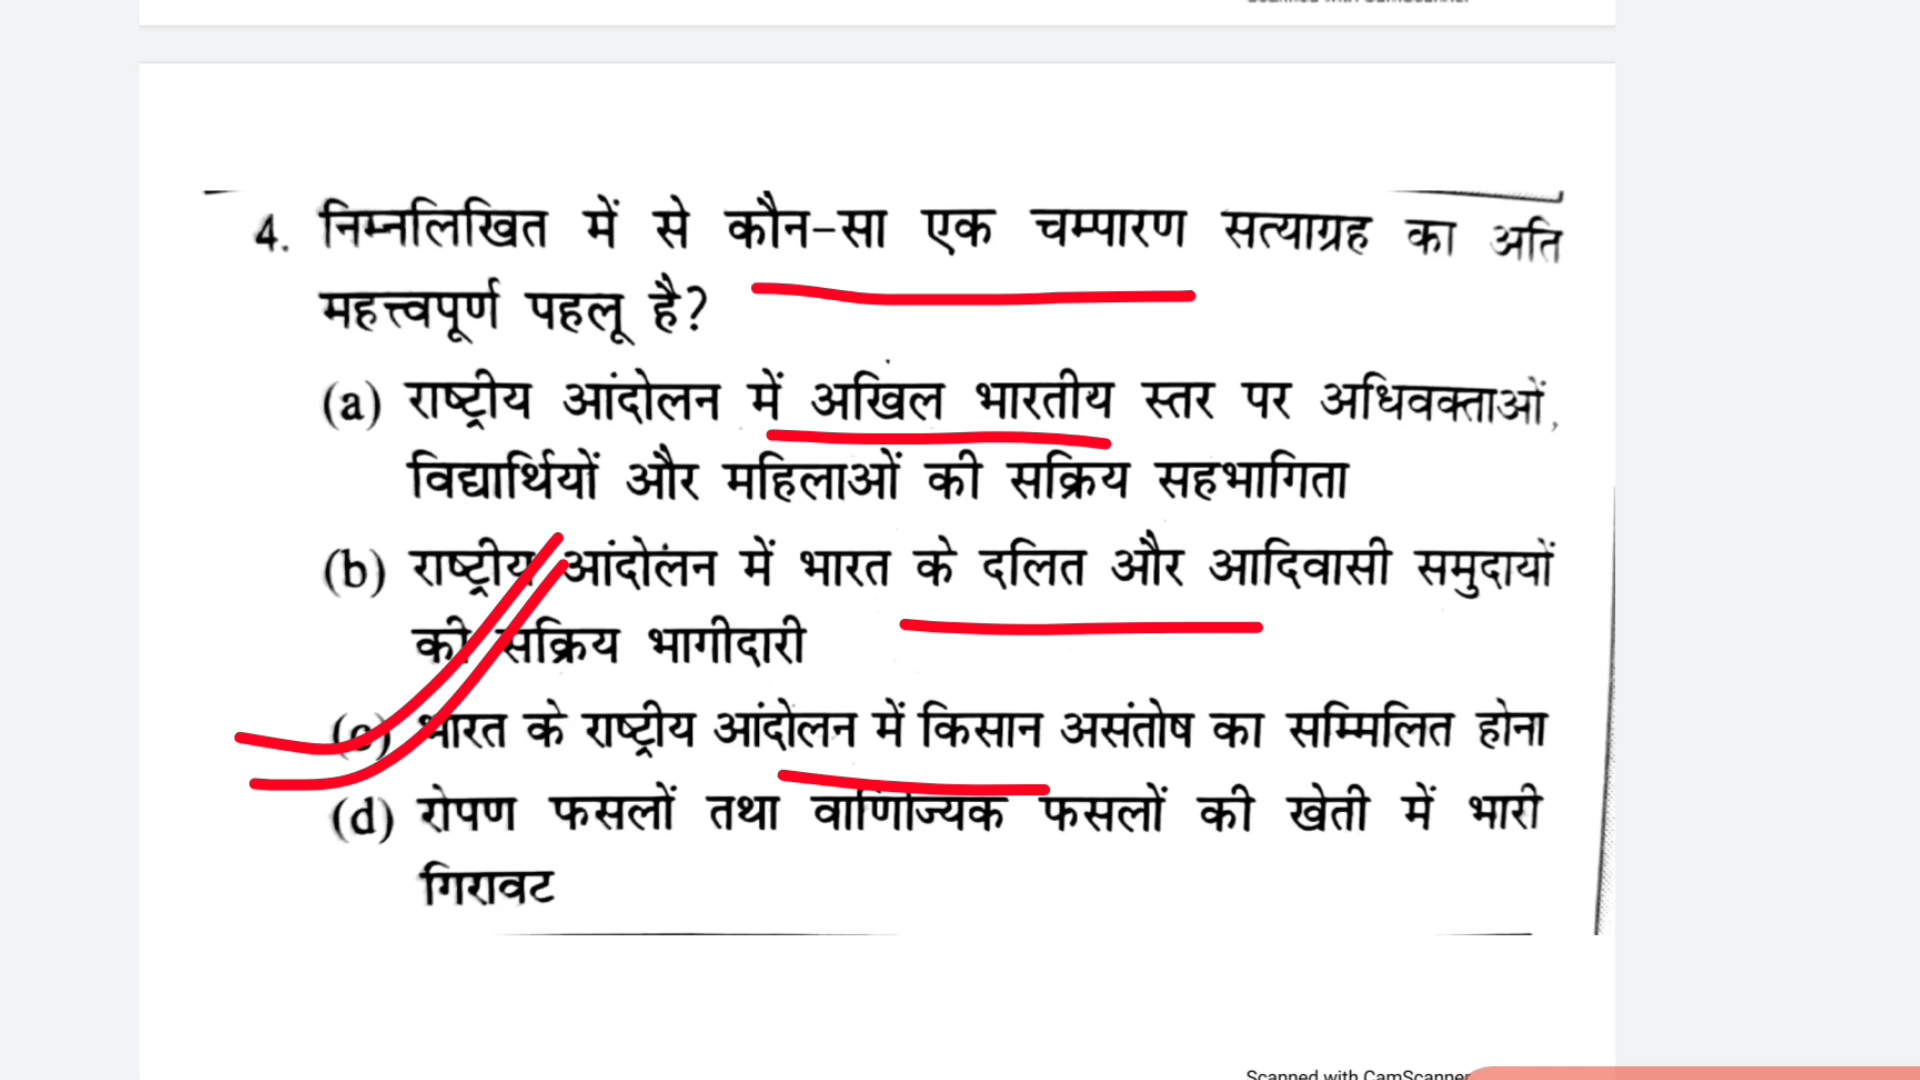 4. निम्नलिखित में से कौन-सा एक चम्पारण सत्याग्रह का अति
महत्त्वपूर्ण पहलू है?
(a) राष्ट्रीय आंदोलन में अखिल भारतीय स्तर पर अधिवक्ताओं,
विद्यार्थियों और महिलाओं की सक्रिय सहभागिता
(b) राष्ट्रीय आंदोलन में भारत के दलित और आदिवासी समुदायों
की सक्रिय भागीदारी
(c) भारत के राष्ट्रीय आंदोलन में किसान असंतोष का सम्मिलित होना
(d) रोपण फसलों तथा वाणिज्यिक फसलों की खेती में भारी
गिरावट
Scanned with CamScanner